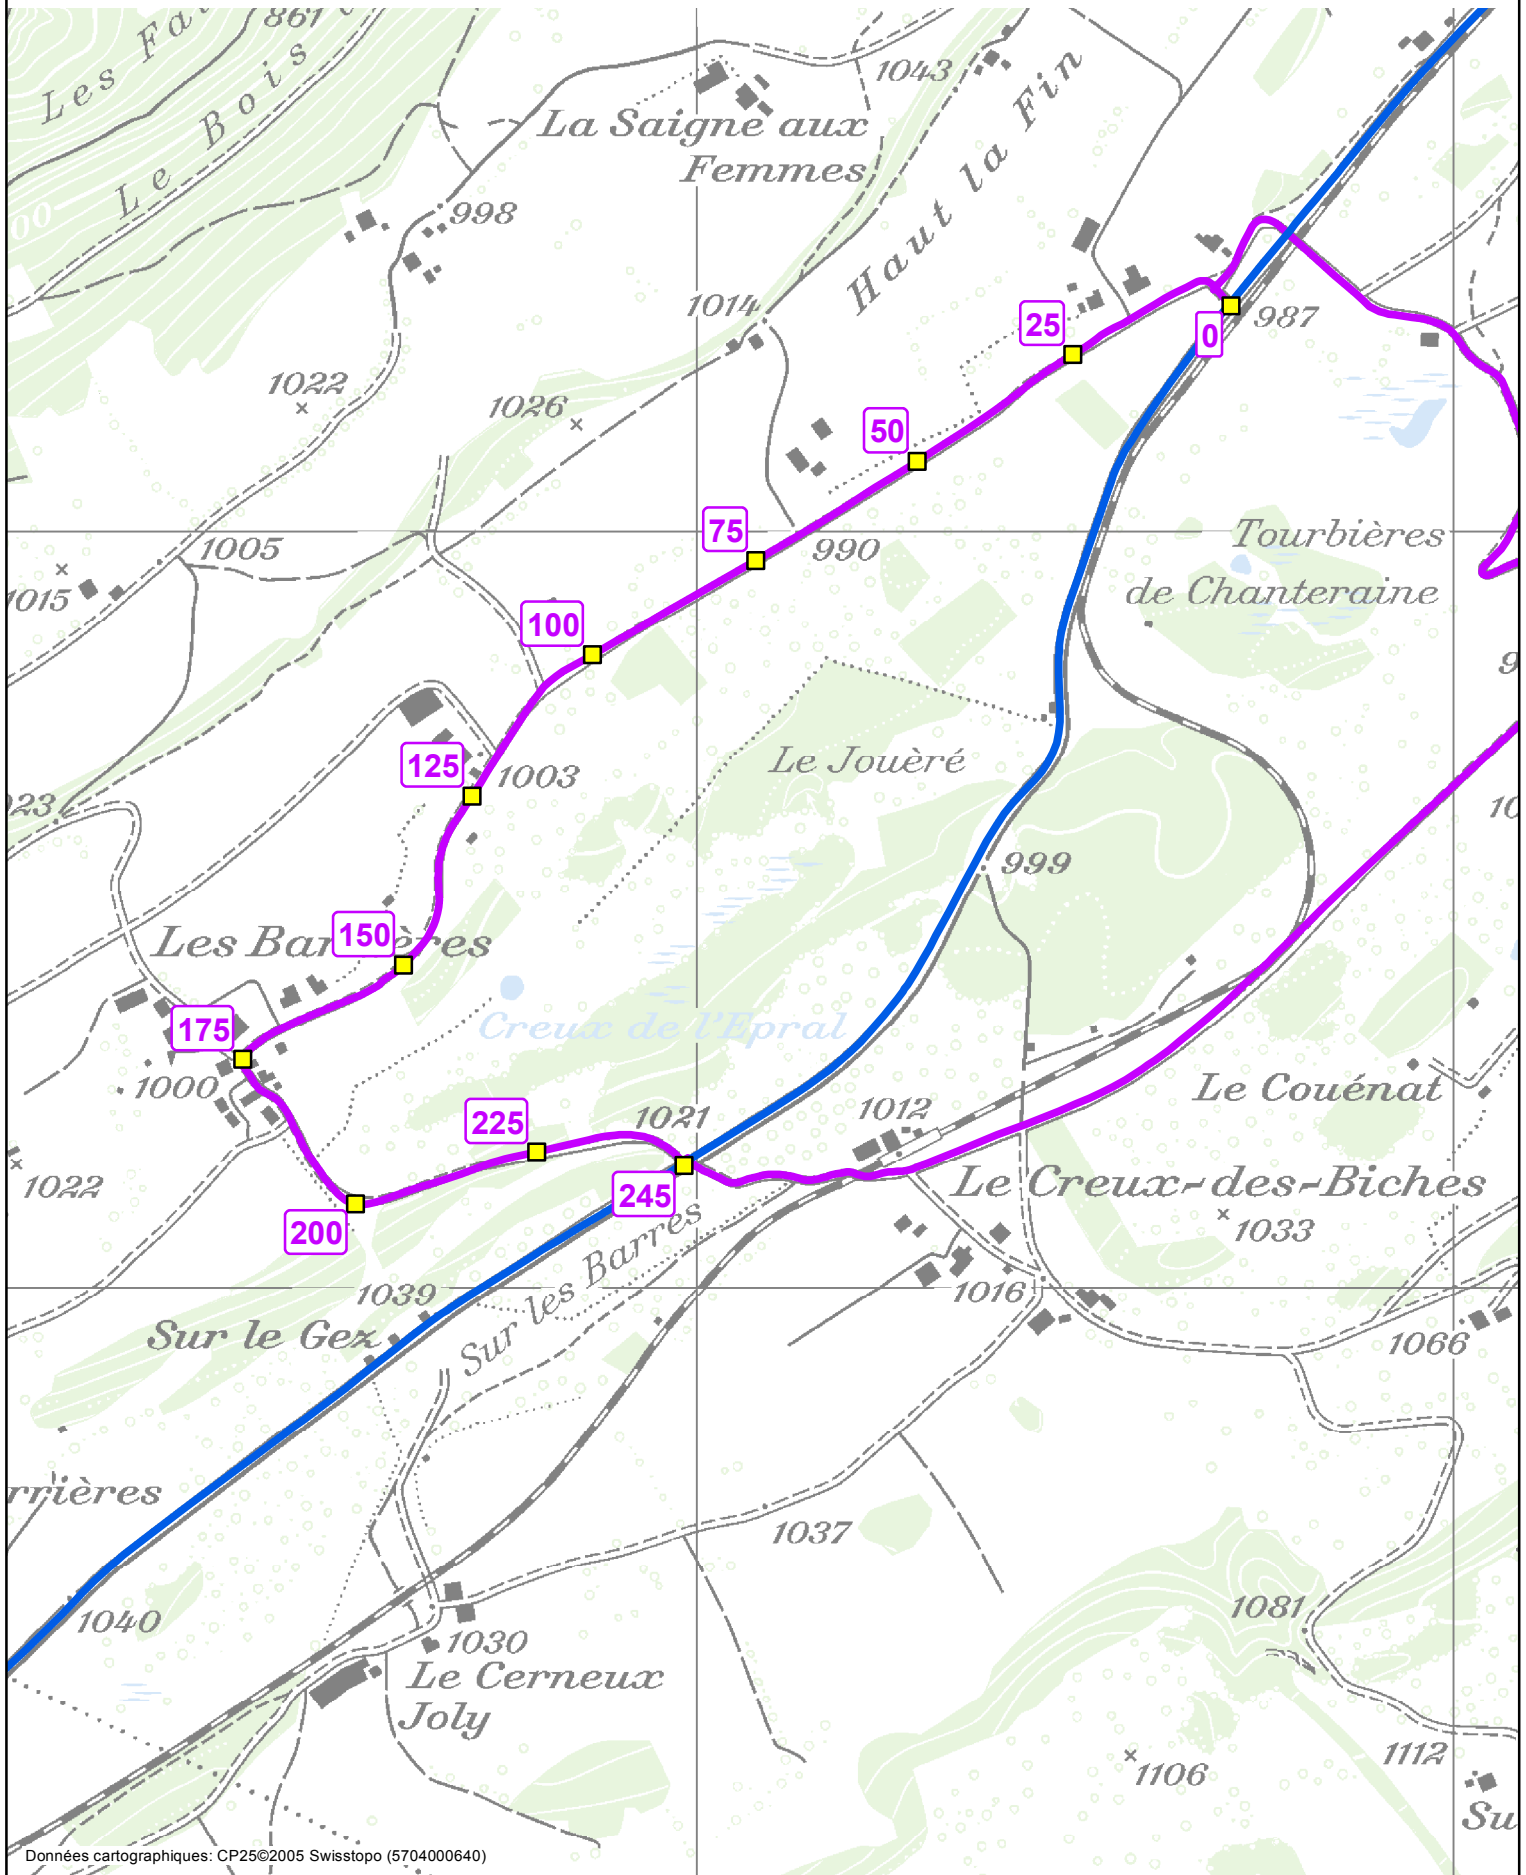 861
Les
Le Bois
1043
La Saigne aux
Femmes
Haut la Fin
998
00
1014
987
0
25
1022
1026
50
75
990
1005
Tourbières
de Chanteraine
1015
100
125
1003
Le Jouèré
999
150
Les Barrières
175
1000
Creux de l'Epral
Le Couénat
225
1021
1012
1022
245
Le Creux-des-Biches
200
1033
Sur les Barres
1039
1016
Sur le Gez
1066
rrières
1037
1040
1081
1030
Le Cerneux
Joly
1112
1106
Su
Données cartographiques: CP25©2005 Swisstopo (5704000640)